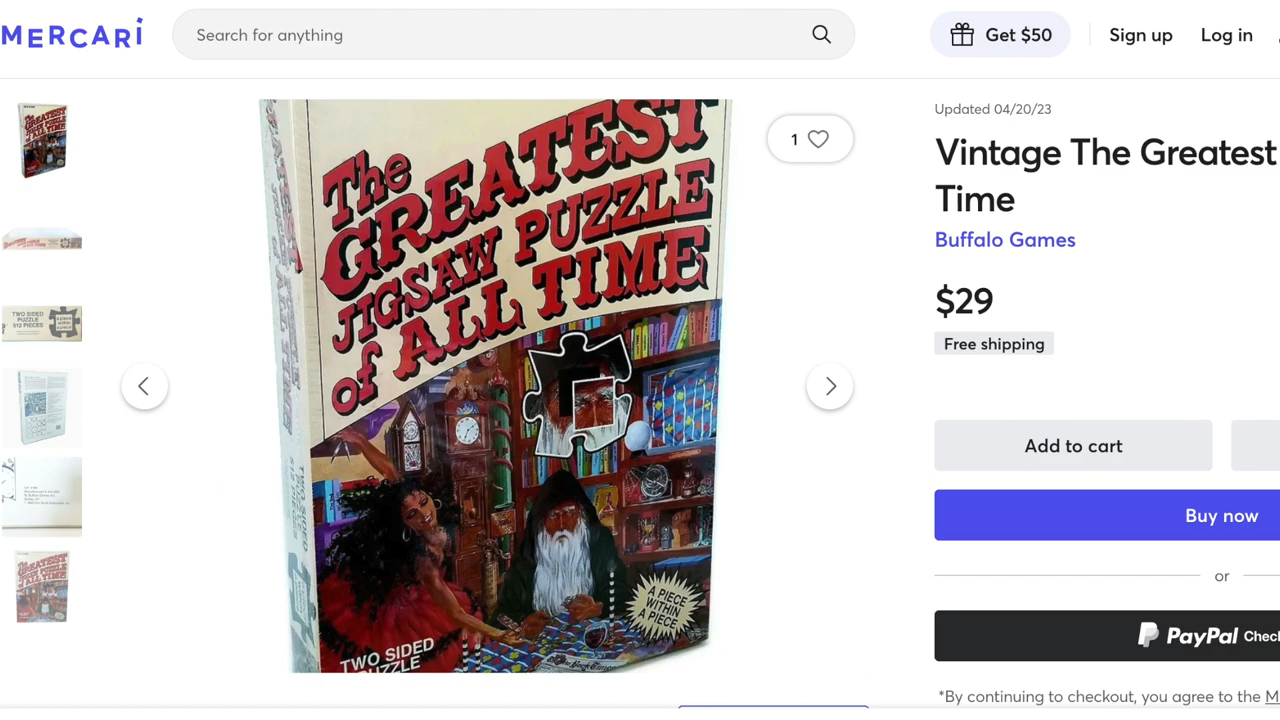 MERCARI
Search for anything
Get $50
Sign up
Log in
Updated 04/20/23
Vintage The Greatest
Time
Buffalo Games
$29
Free shipping
Add to cart
Buy now
or
PayPal Chec
*By continuing to checkout, you agree to the M
1
The
GREATEST
JIGSAW PUZZLE
of ALL TIME
A PIECE
WITHIN
A PIECE
TWO SIDED
PUZZLE
TWO SIDED
PUZZLE
512 PIECES